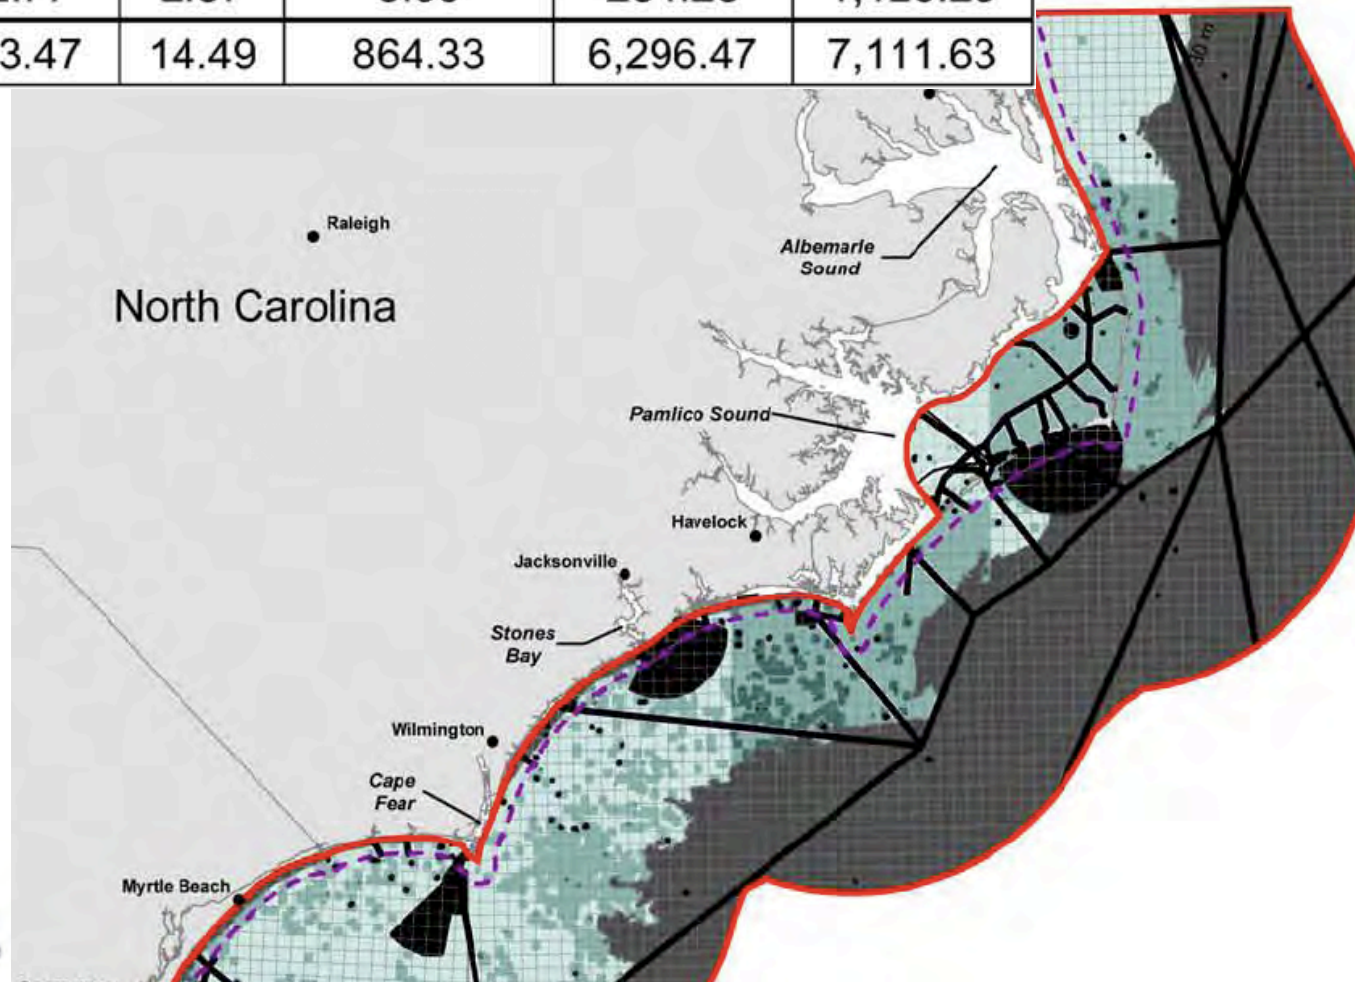 3.47 14.49 864.33 6,296.47 7,111.63
30 m
Raleigh
Albemarle
Sound
North Carolina
Pamlico Sound
Havelock
Jacksonville
Stones
Bay
Wilmington
Cape
Fear
Myrtle Beach